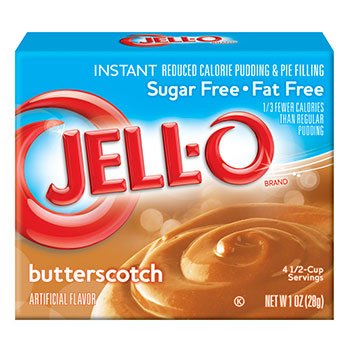 INSTANT REDUCED CALORIE PUDDING & PIE FILLING
Sugar Free • Fat Free
1/3 FEWER CALORIES
THAN REGULAR
PUDDING
JELL-O
BRAND
butterscotch
ARTIFICIAL FLAVOR
4 1/2-Cup
Servings
K
NET WT 1 OZ (28g)